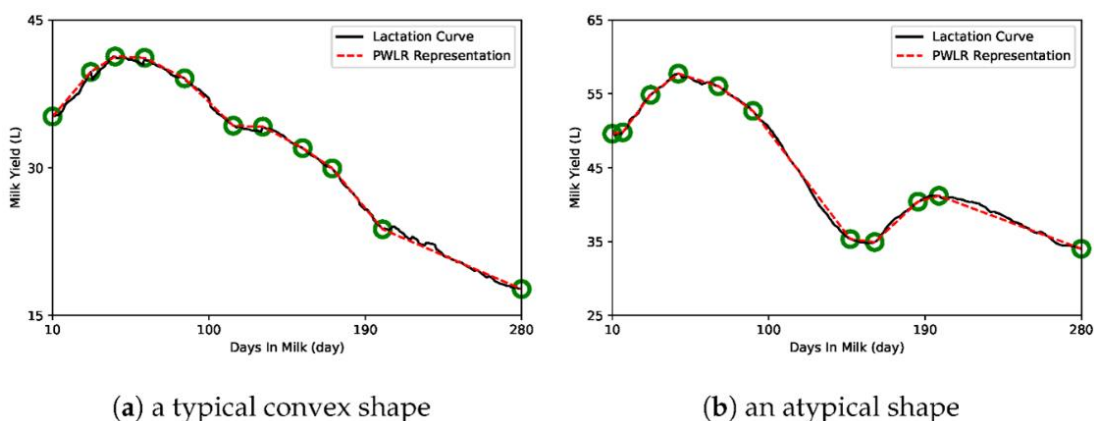 45
30
15
Milk Yield (L)
Lactation Curve
PWLR Representation
10 100 190 280
Days In Milk (day)
(a) a typical convex shape
65
55
45
35
25
Milk Yield (L)
Lactation Curve
PWLR Representation
10 100 190 280
Days In Milk (day)
(b) an atypical shape